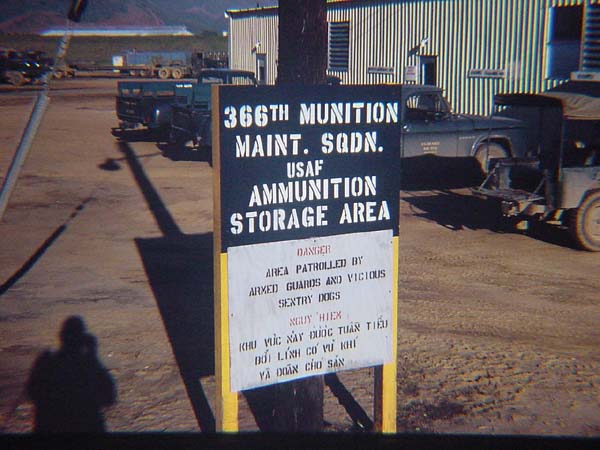 366TH MUNITION
MAINT. SQDN.
USAF
AMMUNITION
STORAGE AREA
DANGER
AREA PATROLLED BY
ARMED GUARDS AND VICIOUS
SENTRY DOGS
NGUY HIEM
KHU VỰC NÀY ĐƯỢC TUẦN TIỄU
BỞI LÍNH CÓ VŨ KHÍ
VÀ ĐOÀN CHÓ SĂN